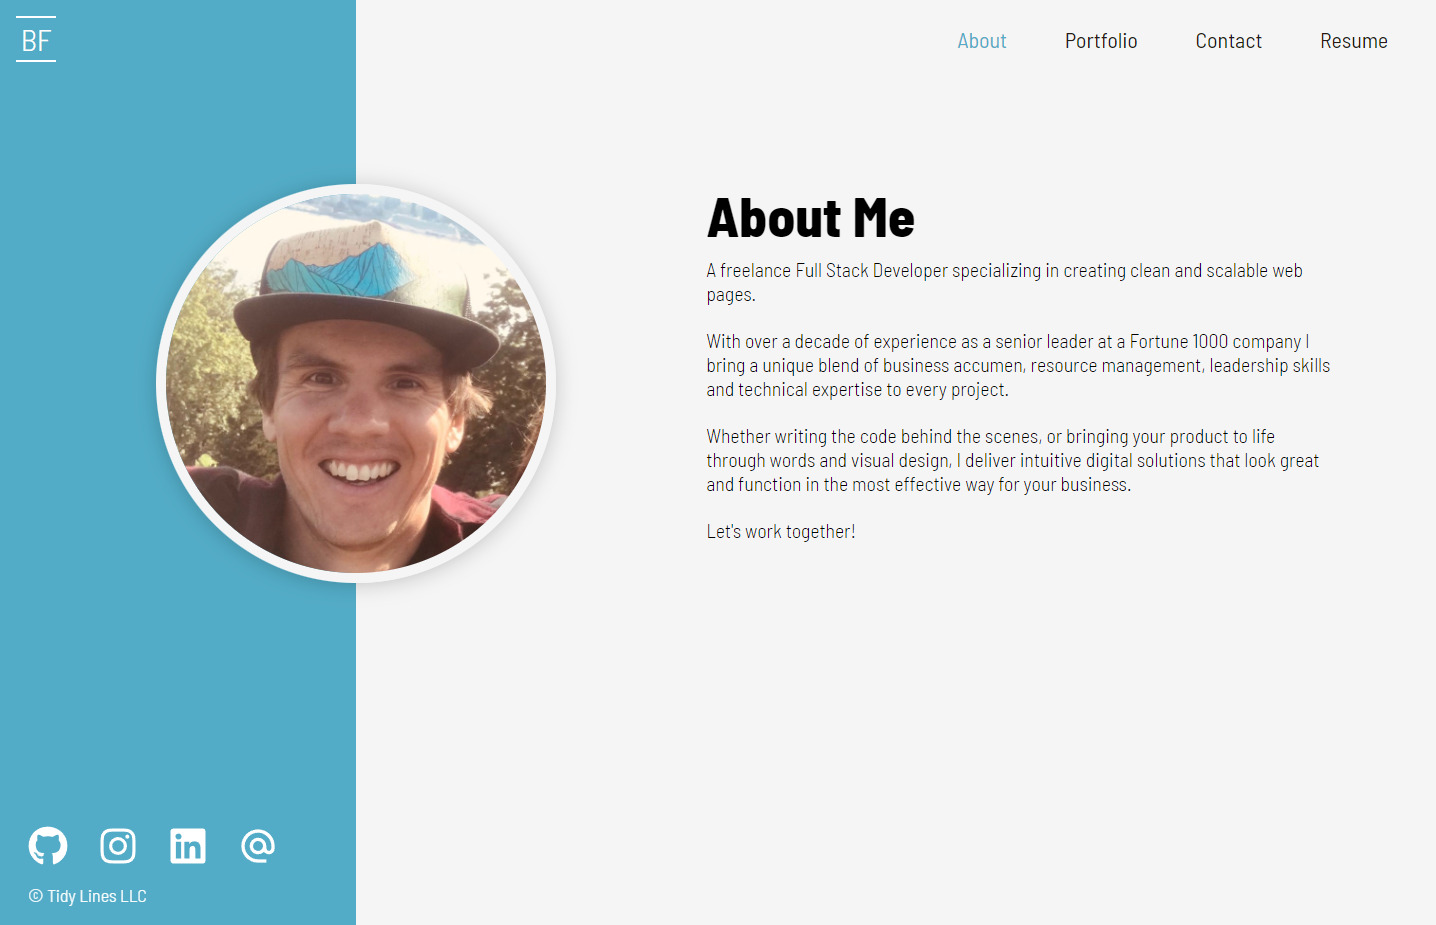 BF
About Portfolio Contact Resume
About Me
A freelance Full Stack Developer specializing in creating clean and scalable web
pages.
With over a decade of experience as a senior leader at a Fortune 1000 company I
bring a unique blend of business accumen, resource management, leadership skills
and technical expertise to every project.
Whether writing the code behind the scenes, or bringing your product to life
through words and visual design, I deliver intuitive digital solutions that look great
and function in the most effective way for your business.
Let's work together!
© Tidy Lines LLC